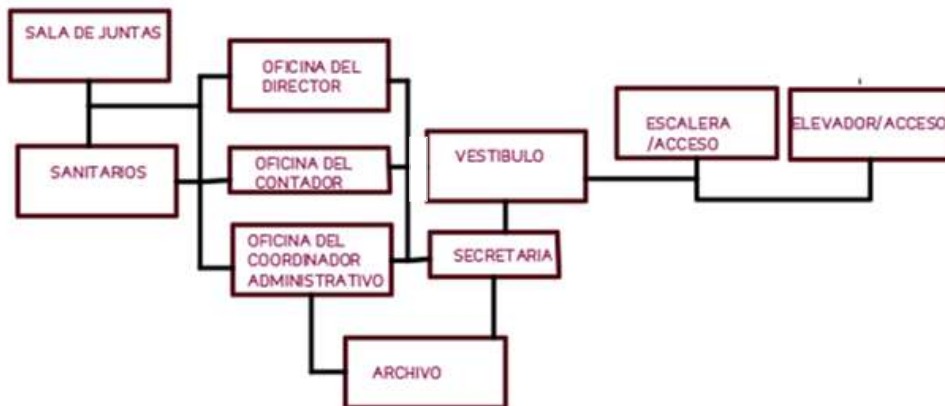 SALA DE JUNTAS
SANITARIOS
OFICINA DEL
DIRECTOR
OFICINA DEL
CONTADOR
OFICINA DEL
COORDINADOR
ADMINISTRATIVO
VESTIBULO
SECRETARIA
ARCHIVO
ESCALERA
/ACCESO
ELEVADOR/ACCESO